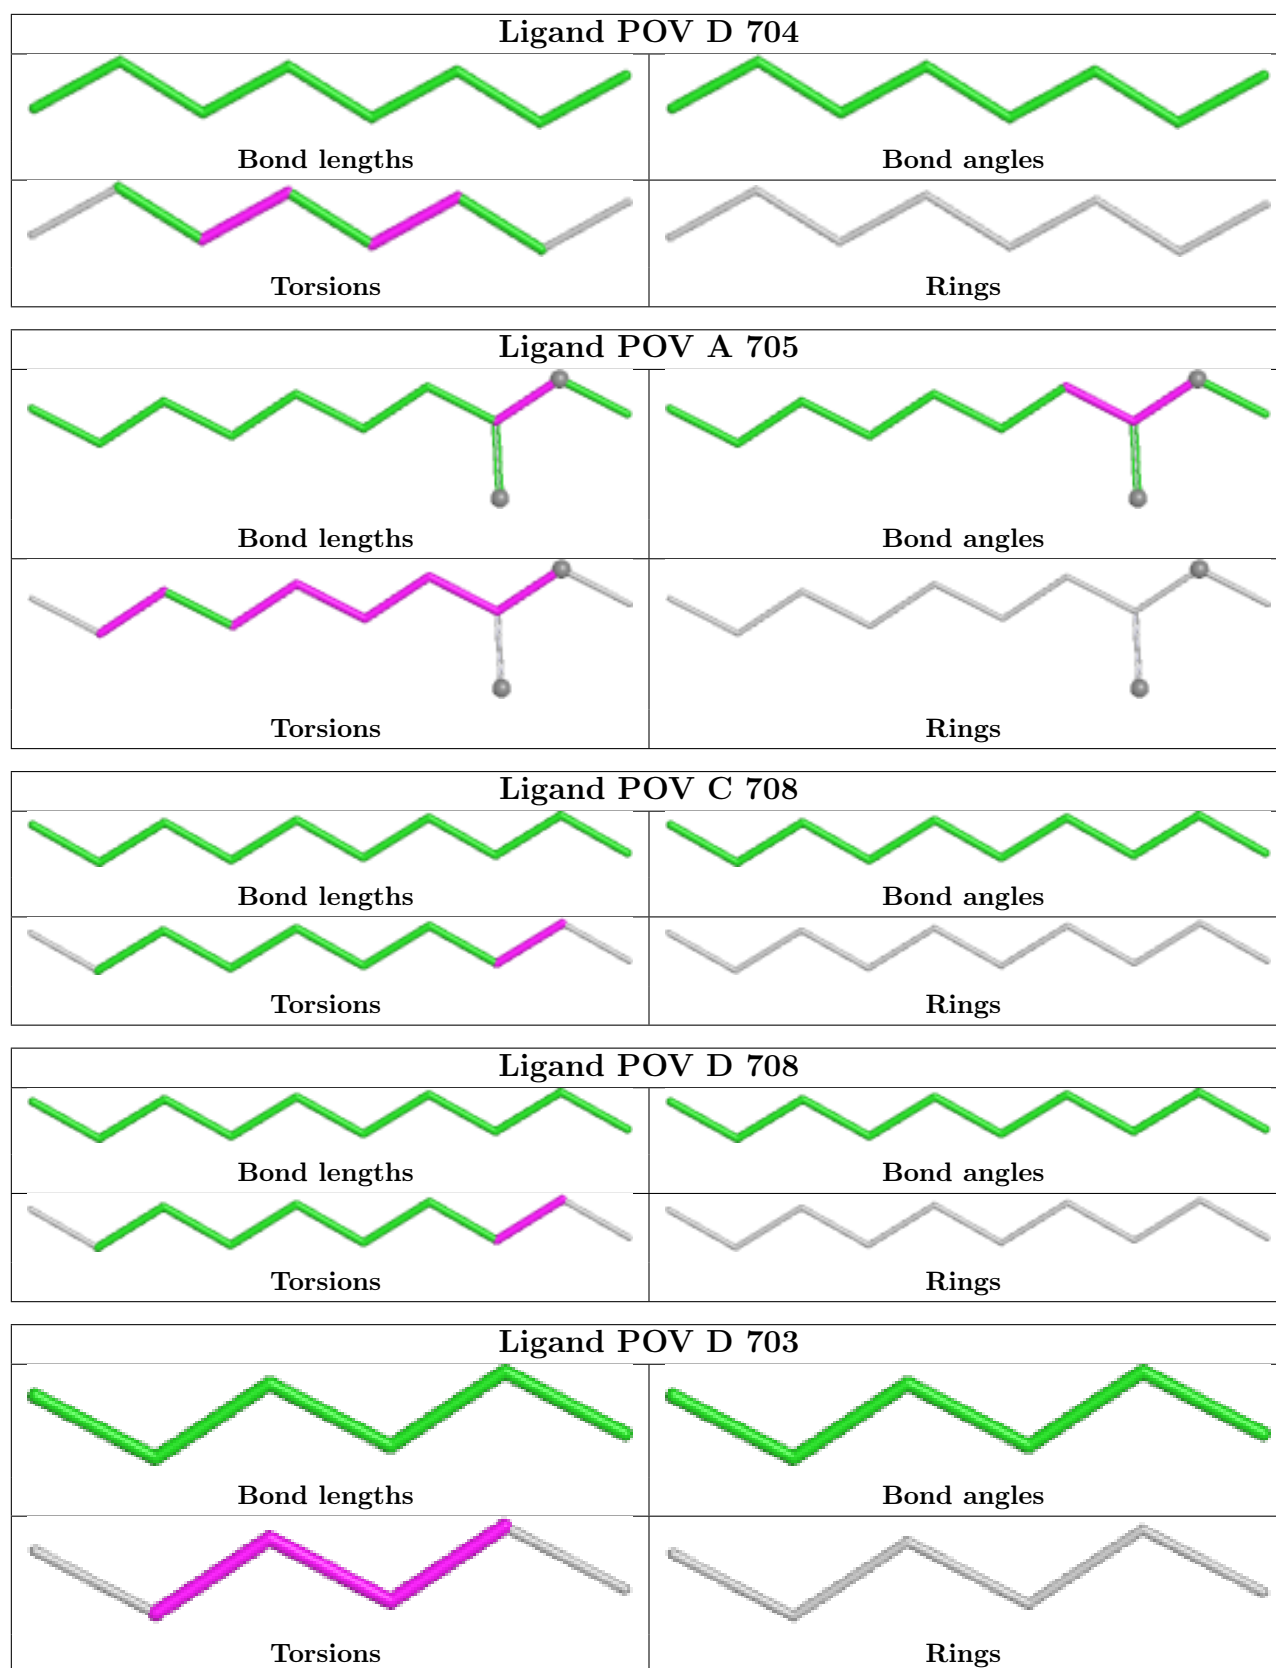 Ligand POV D 704
Bond lengths
Bond angles
Torsions
Rings
Ligand POV A 705
Bond lengths
Bond angles
Torsions
Rings
Ligand POV C 708
Bond lengths
Bond angles
Torsions
Rings
Ligand POV D 708
Bond lengths
Bond angles
Torsions
Rings
Ligand POV D 703
Bond lengths
Bond angles
Torsions
Rings